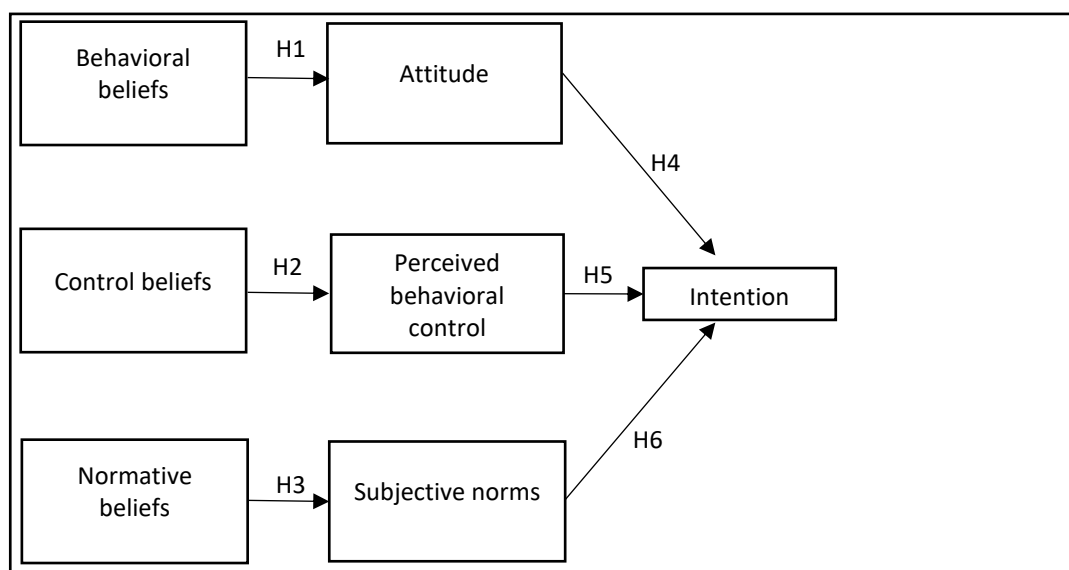 Behavioral
beliefs
H1
Attitude
H4
Control beliefs
H2
Perceived
behavioral
control
H5
Intention
Normative
beliefs
H3
Subjective norms
H6